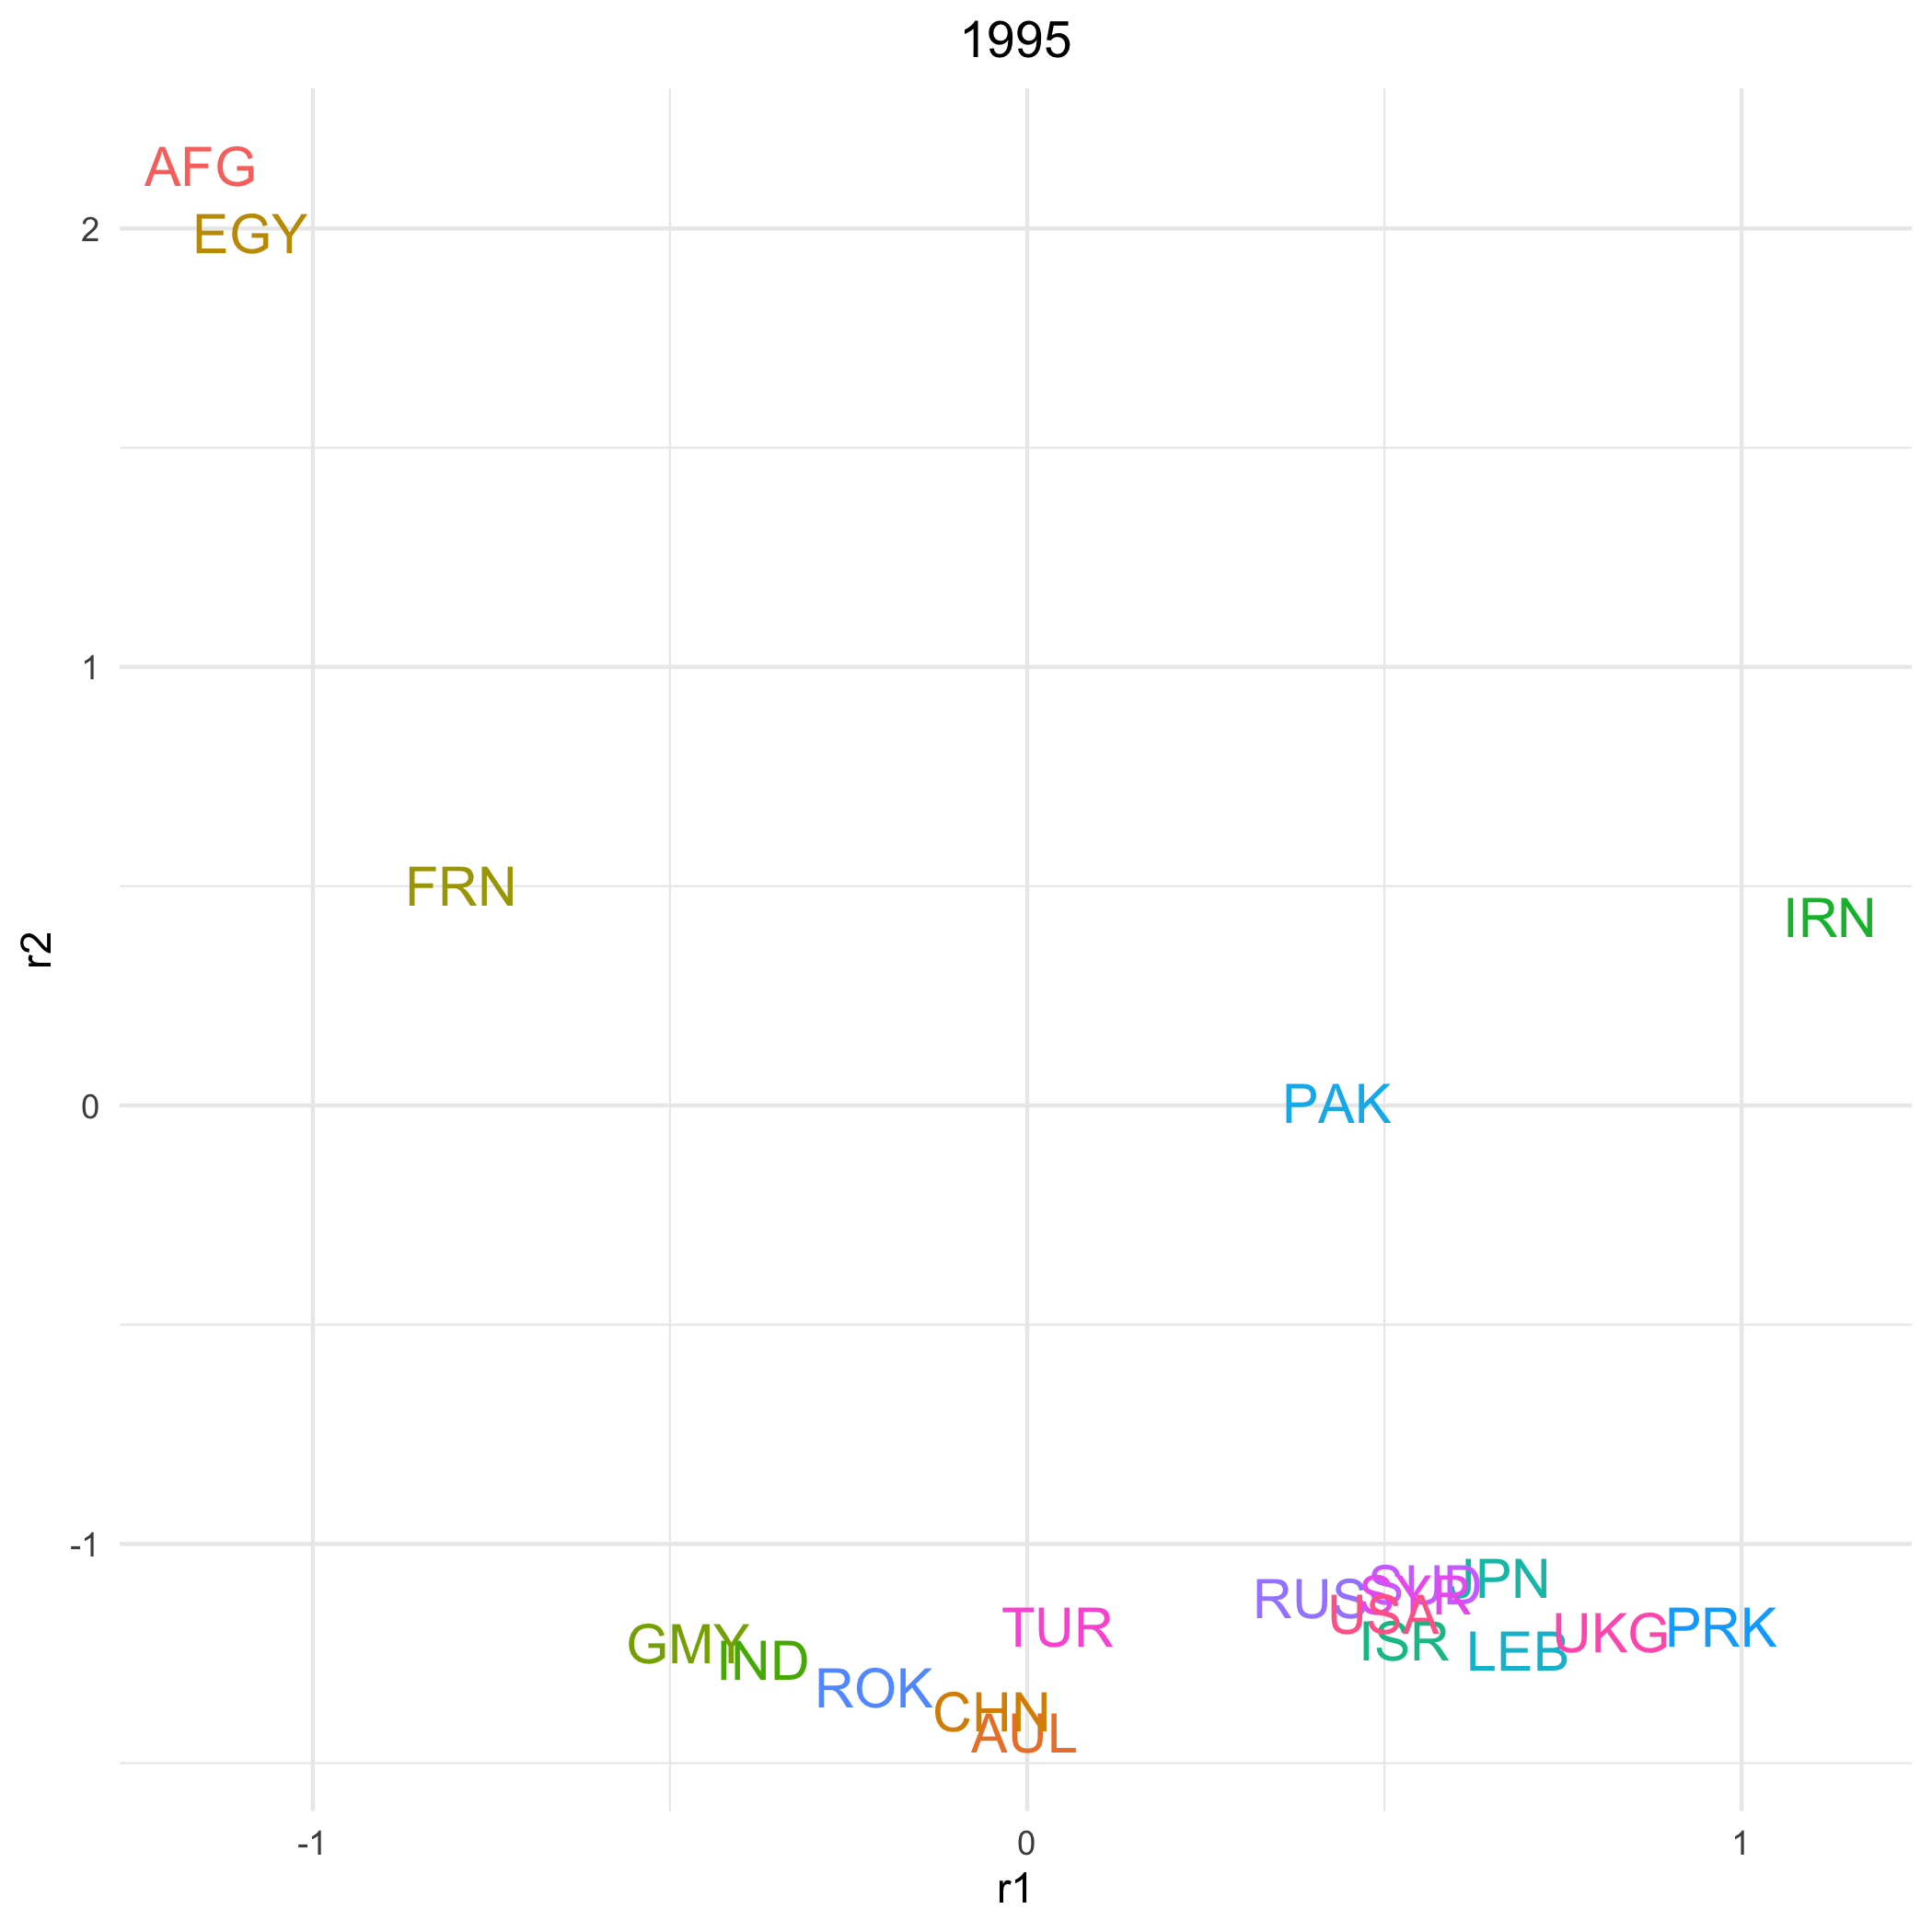 1995
AFG
EGY
2
1
FRN
IRN
r2
PAK
0
-1
JPN
RUS
SYR
USA
TUR
UKG
PRK
GMY
ISR
LEB
IND
ROK
CHN
AUL
-1
0
1
r1